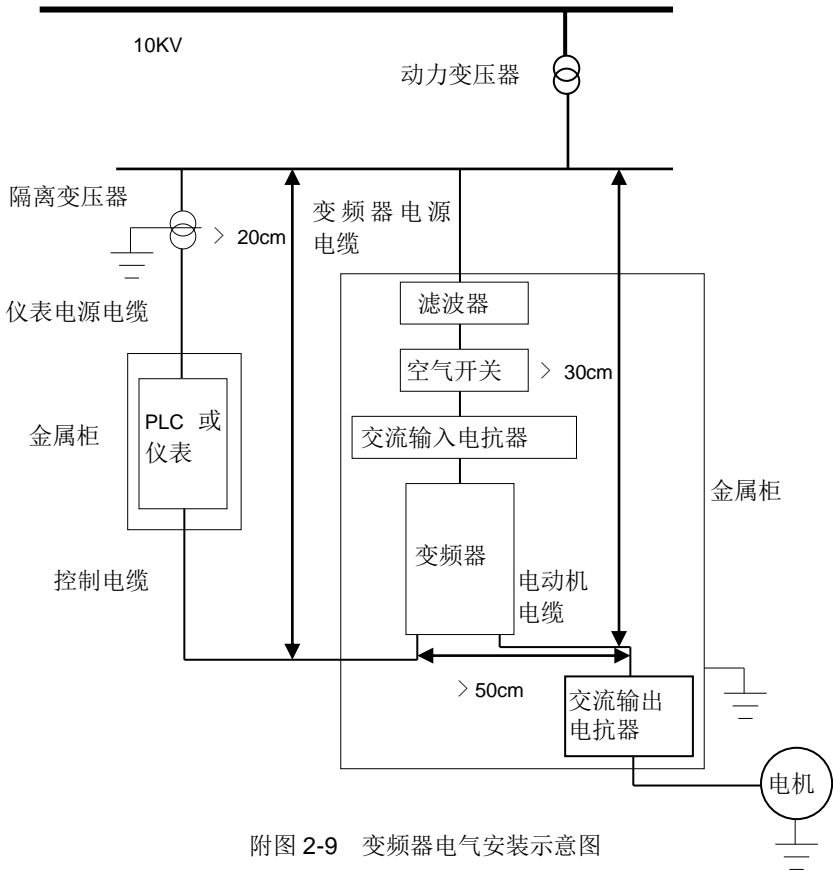 10KV
动力变压器
隔离变压器
﹥20cm
变频器电源
电缆
仪表电源电缆
滤波器
空气开关
﹥30cm
PLC 或
仪表
金属柜
交流输入电抗器
金属柜
变频器
控制电缆
电动机
电缆
﹥50cm
交流输出
电抗器
电机
附图 2-9 变频器电气安装示意图